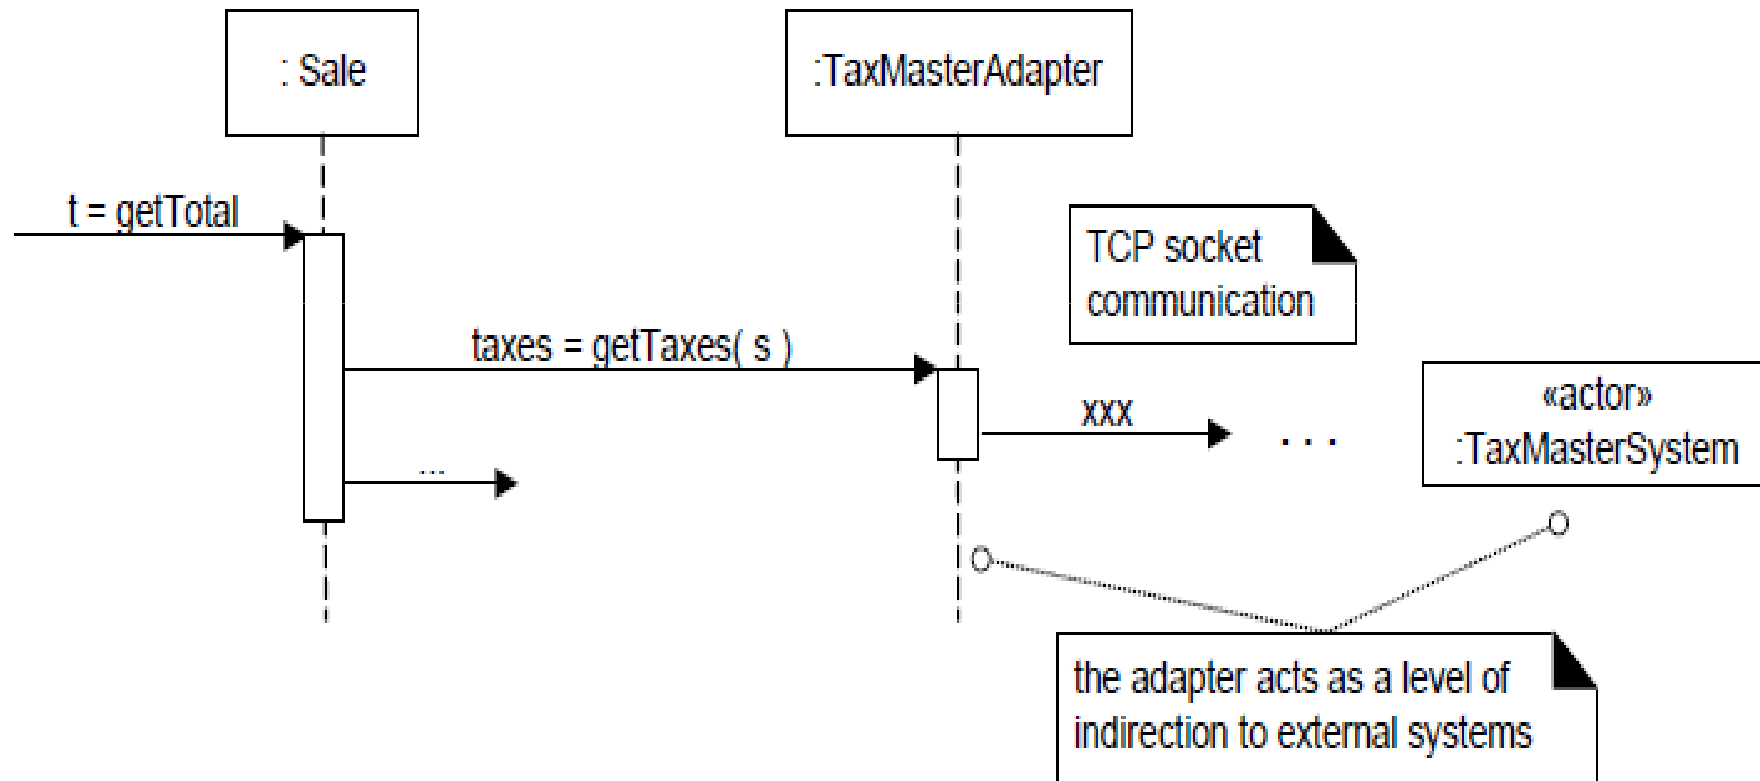 : Sale
:TaxMasterAdapter
t = getTotal
TCP socket
communication
taxes = getTaxes( s )
xxx
. . .
«actor»
:TaxMasterSystem
...
the adapter acts as a level of
indirection to external systems